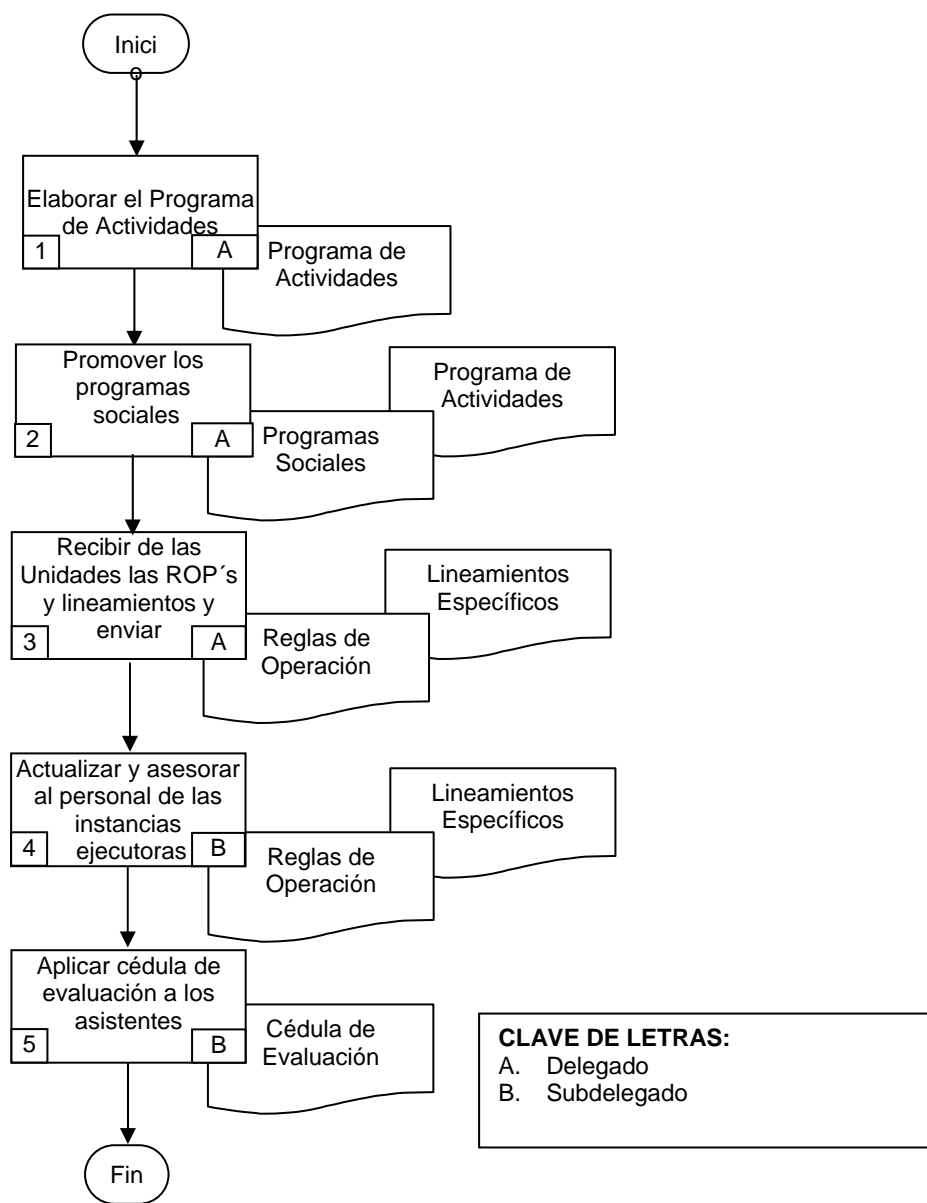 Inici
o
Elaborar el Programa
de Actividades
1
A
Programa de
Actividades
Promover los
programas
sociales
2
A
Programas
Sociales
Programa de
Actividades
Recibir de las
Unidades las ROP´s
y lineamientos y
enviar
3
A
Reglas de
Operación
Lineamientos
Específicos
Actualizar y asesorar
al personal de las
instancias
ejecutoras
4
B
Reglas de
Operación
Lineamientos
Específicos
Aplicar cédula de
evaluación a los
asistentes
5
B
Cédula de
Evaluación
Fin
CLAVE DE LETRAS:
A. Delegado
B. Subdelegado